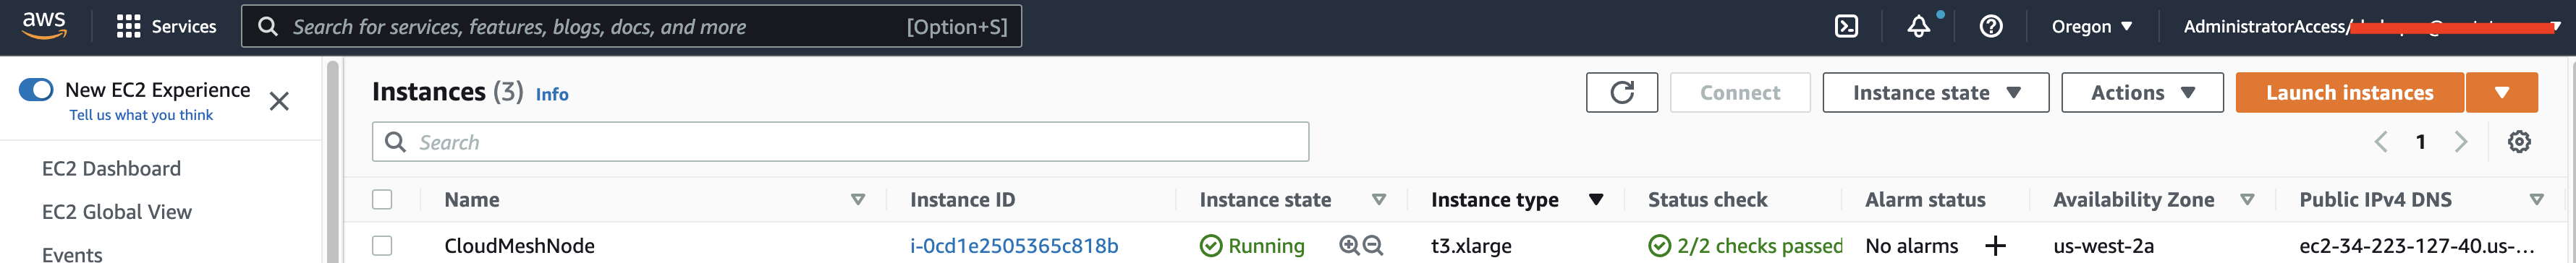 aws Services Search for services, features, blogs, docs, and more [Option+S] Oregon AdministratorAccess/
New EC2 Experience
Tell us what you think
Instances (3) Info Connect Instance state Actions Launch instances
Search 1
EC2 Dashboard
EC2 Global View
Events
Name Instance ID Instance state Instance type Status check Alarm status Availability Zone Public IPv4 DNS
CloudMeshNode i-0cd1e2505365c818b Running t3.xlarge 2/2 checks passed No alarms us-west-2a ec2-34-223-127-40.us-...